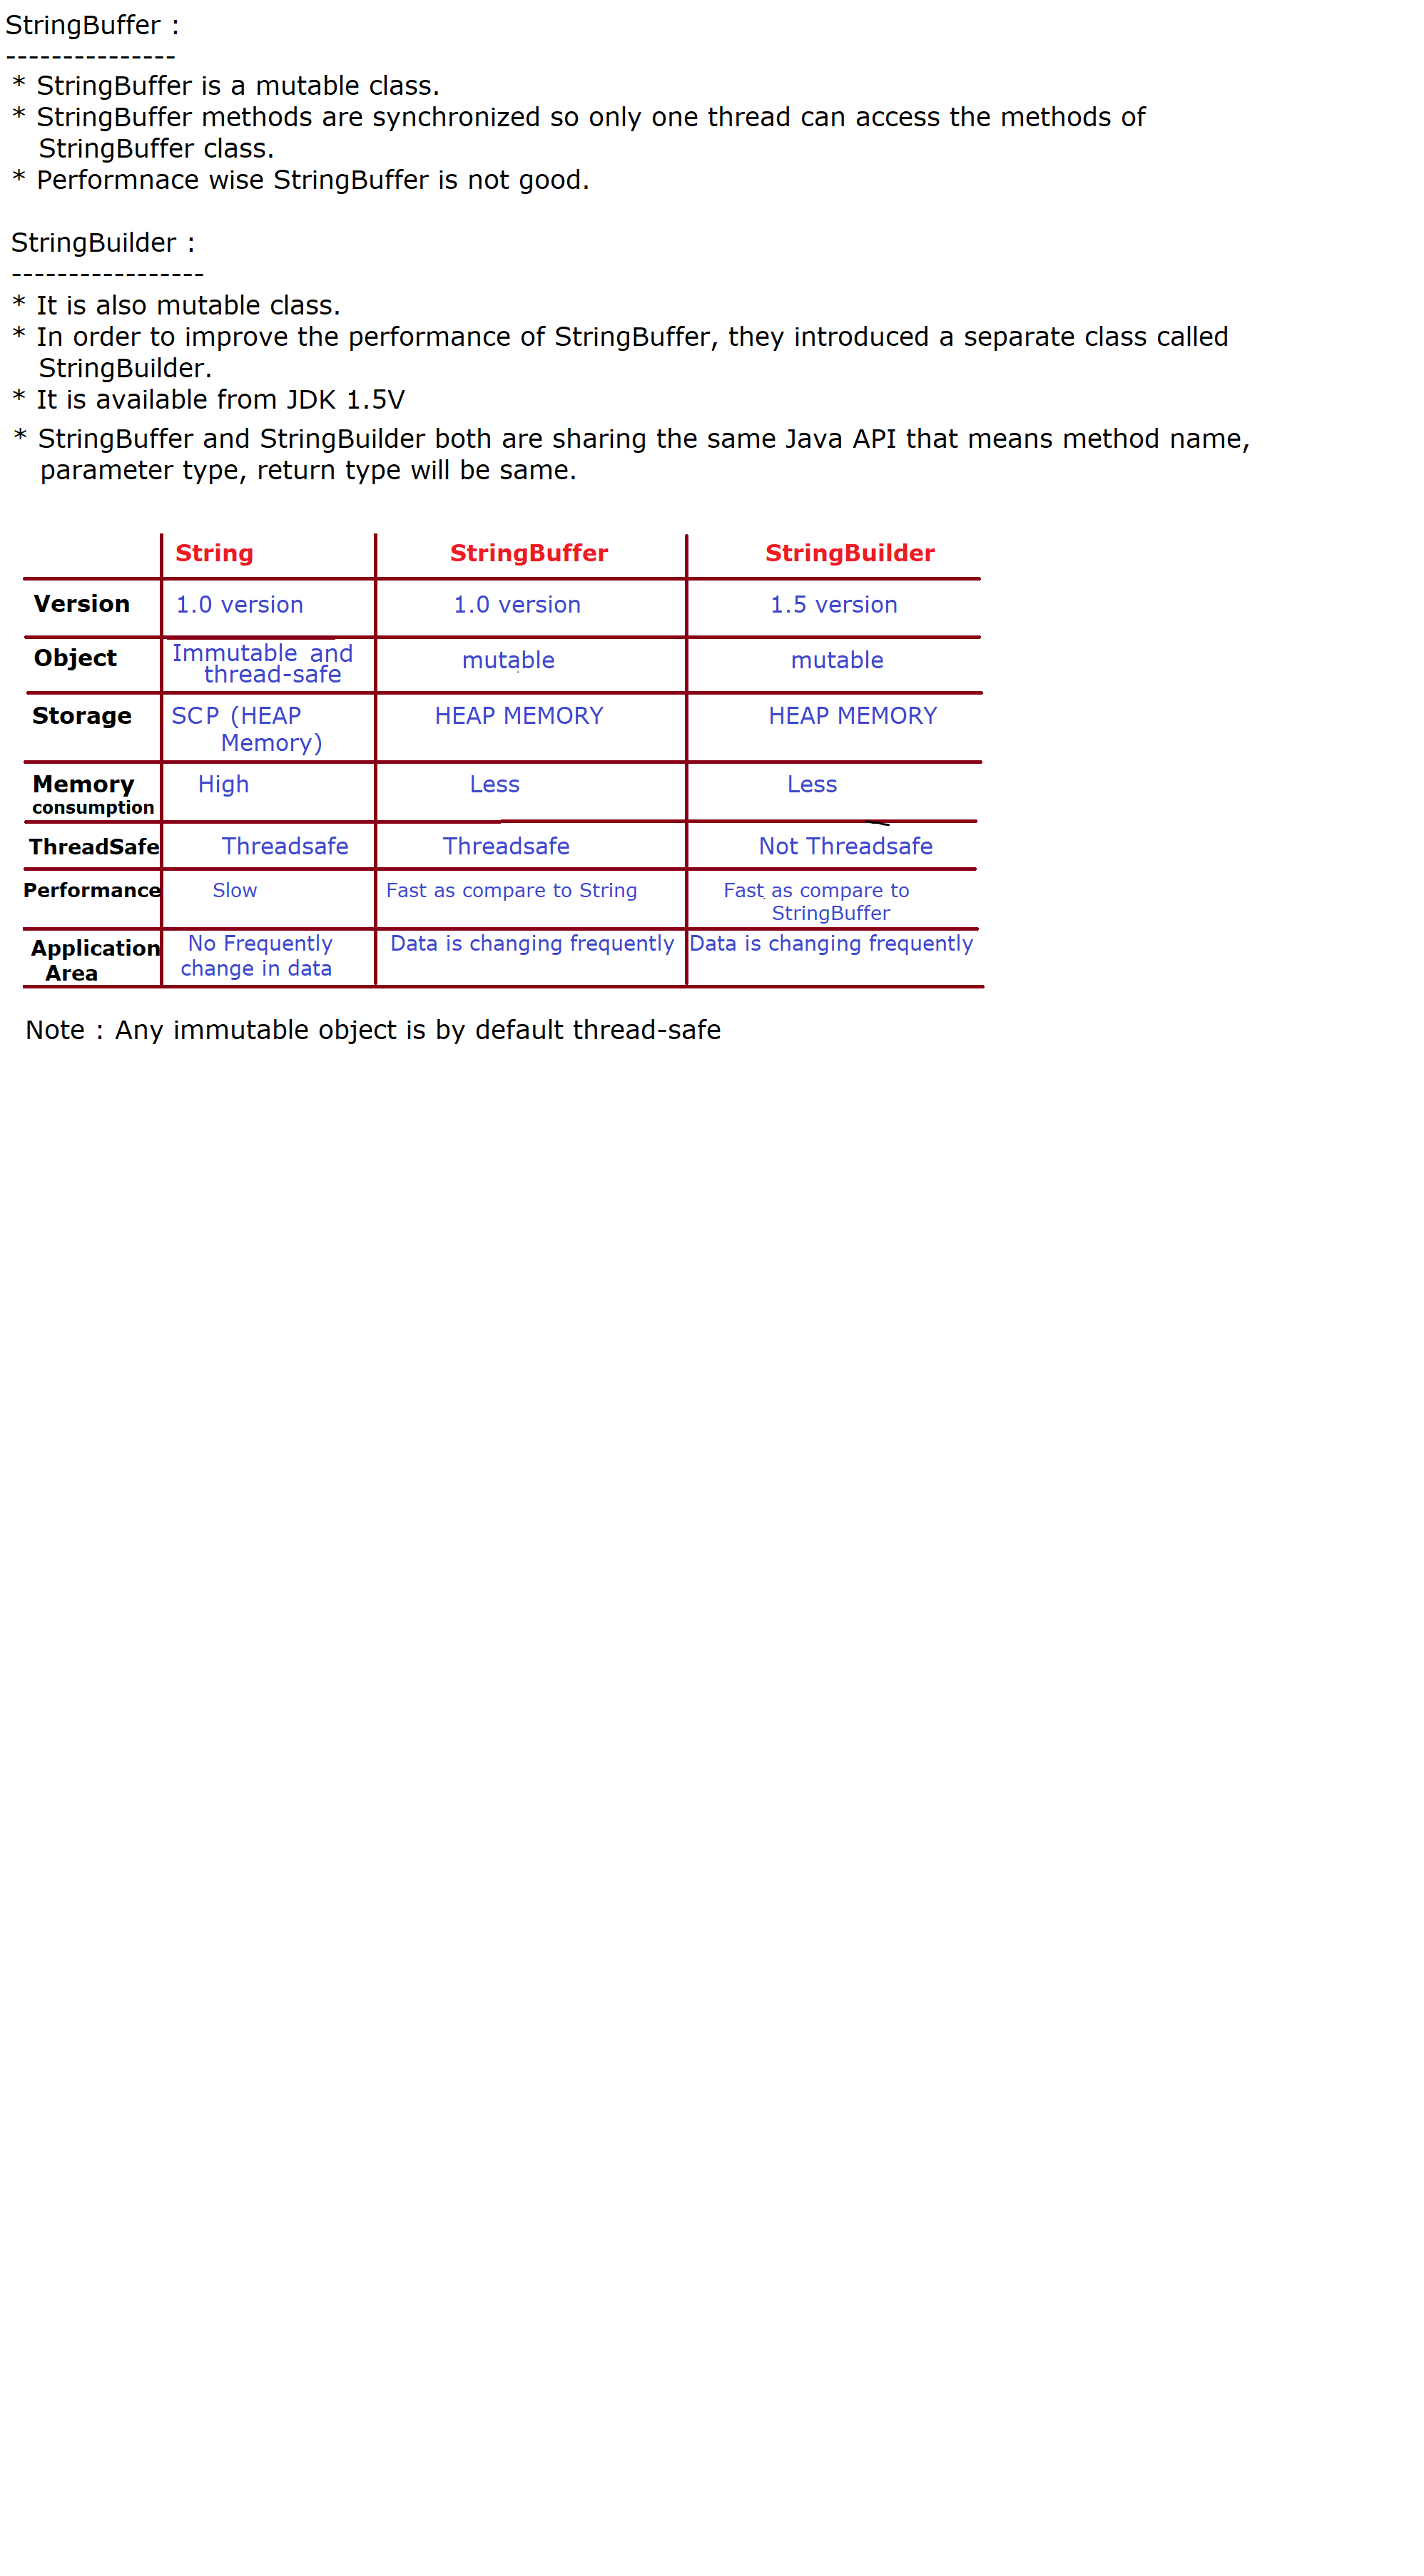 StringBuffer :
---------------
* StringBuffer is a mutable class.
* StringBuffer methods are synchronized so only one thread can access the methods of
StringBuffer class.
* Performnace wise StringBuffer is not good.
StringBuilder :
-----------------
* It is also mutable class.
* In order to improve the performance of StringBuffer, they introduced a separate class called
StringBuilder.
* It is available from JDK 1.5V
* StringBuffer and StringBuilder both are sharing the same Java API that means method name,
parameter type, return type will be same.
String StringBuffer StringBuilder
Version 1.0 version 1.0 version 1.5 version
Object Immutable and mutable mutable
thread-safe
Storage SCP (HEAP HEAP MEMORY HEAP MEMORY
Memory)
Memory High Less Less
consumption
ThreadSafe Threadsafe Threadsafe Not Threadsafe
Performance Slow Fast as compare to String Fast as compare to
StringBuffer
Application No Frequently Data is changing frequently Data is changing frequently
Area change in data
Note : Any immutable object is by default thread-safe